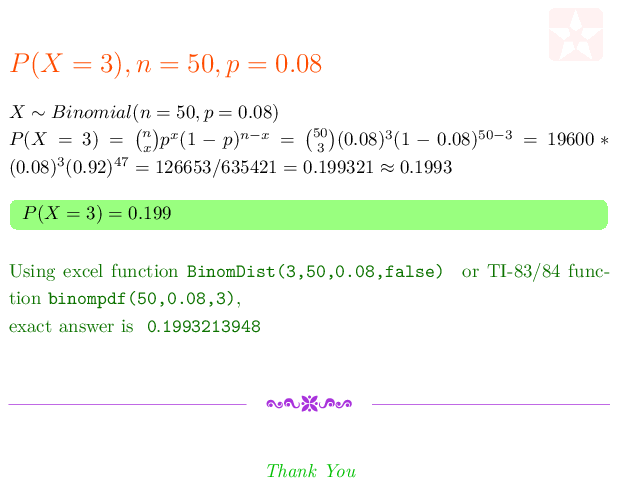 P(X = 3), n = 50, p = 0.08
X ∼ Binomial(n = 50, p = 0.08)
P(X = 3) = \binom{n}{x}p^x(1 − p)^{n−x} = \binom{50}{3}(0.08)^3(1 − 0.08)^{50−3} = 19600 ∗
(0.08)^3(0.92)^{47} = 126653/635421 = 0.199321 ≈ 0.1993
P(X = 3) = 0.199
Using excel function BinomDist(3,50,0.08,false) or TI-83/84 func-
tion binompdf(50,0.08,3),
exact answer is 0.1993213948
Thank You